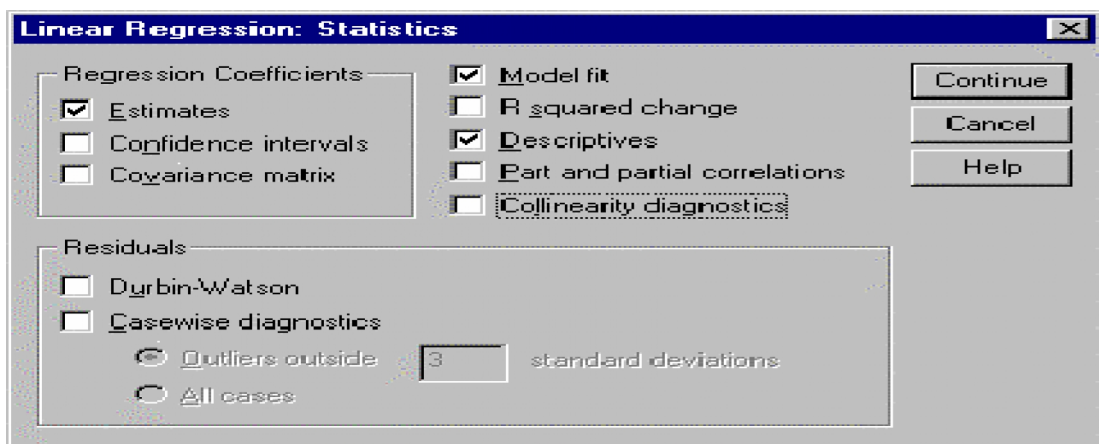 Linear Regression: Statistics
Regression Coefficients
Estimates
Confidence intervals
Covariance matrix
Model fit
R squared change
Descriptives
Part and partial correlations
Collinearity diagnostics
Continue
Cancel
Help
Residuals
Durbin-Watson
Casewise diagnostics
Outliers outside 3 standard deviations
All cases